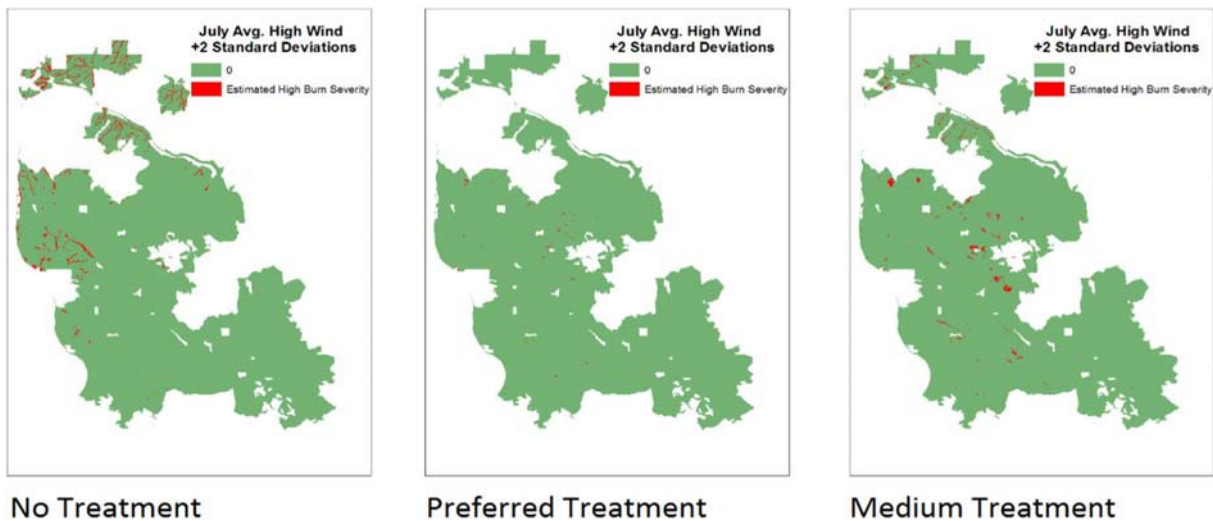 July Avg. High Wind
+2 Standard Deviations
0
Estimated High Burn Severity
No Treatment
July Avg. High Wind
+2 Standard Deviations
0
Estimated High Burn Severity
Preferred Treatment
July Avg. High Wind
+2 Standard Deviations
0
Estimated High Burn Severity
Medium Treatment